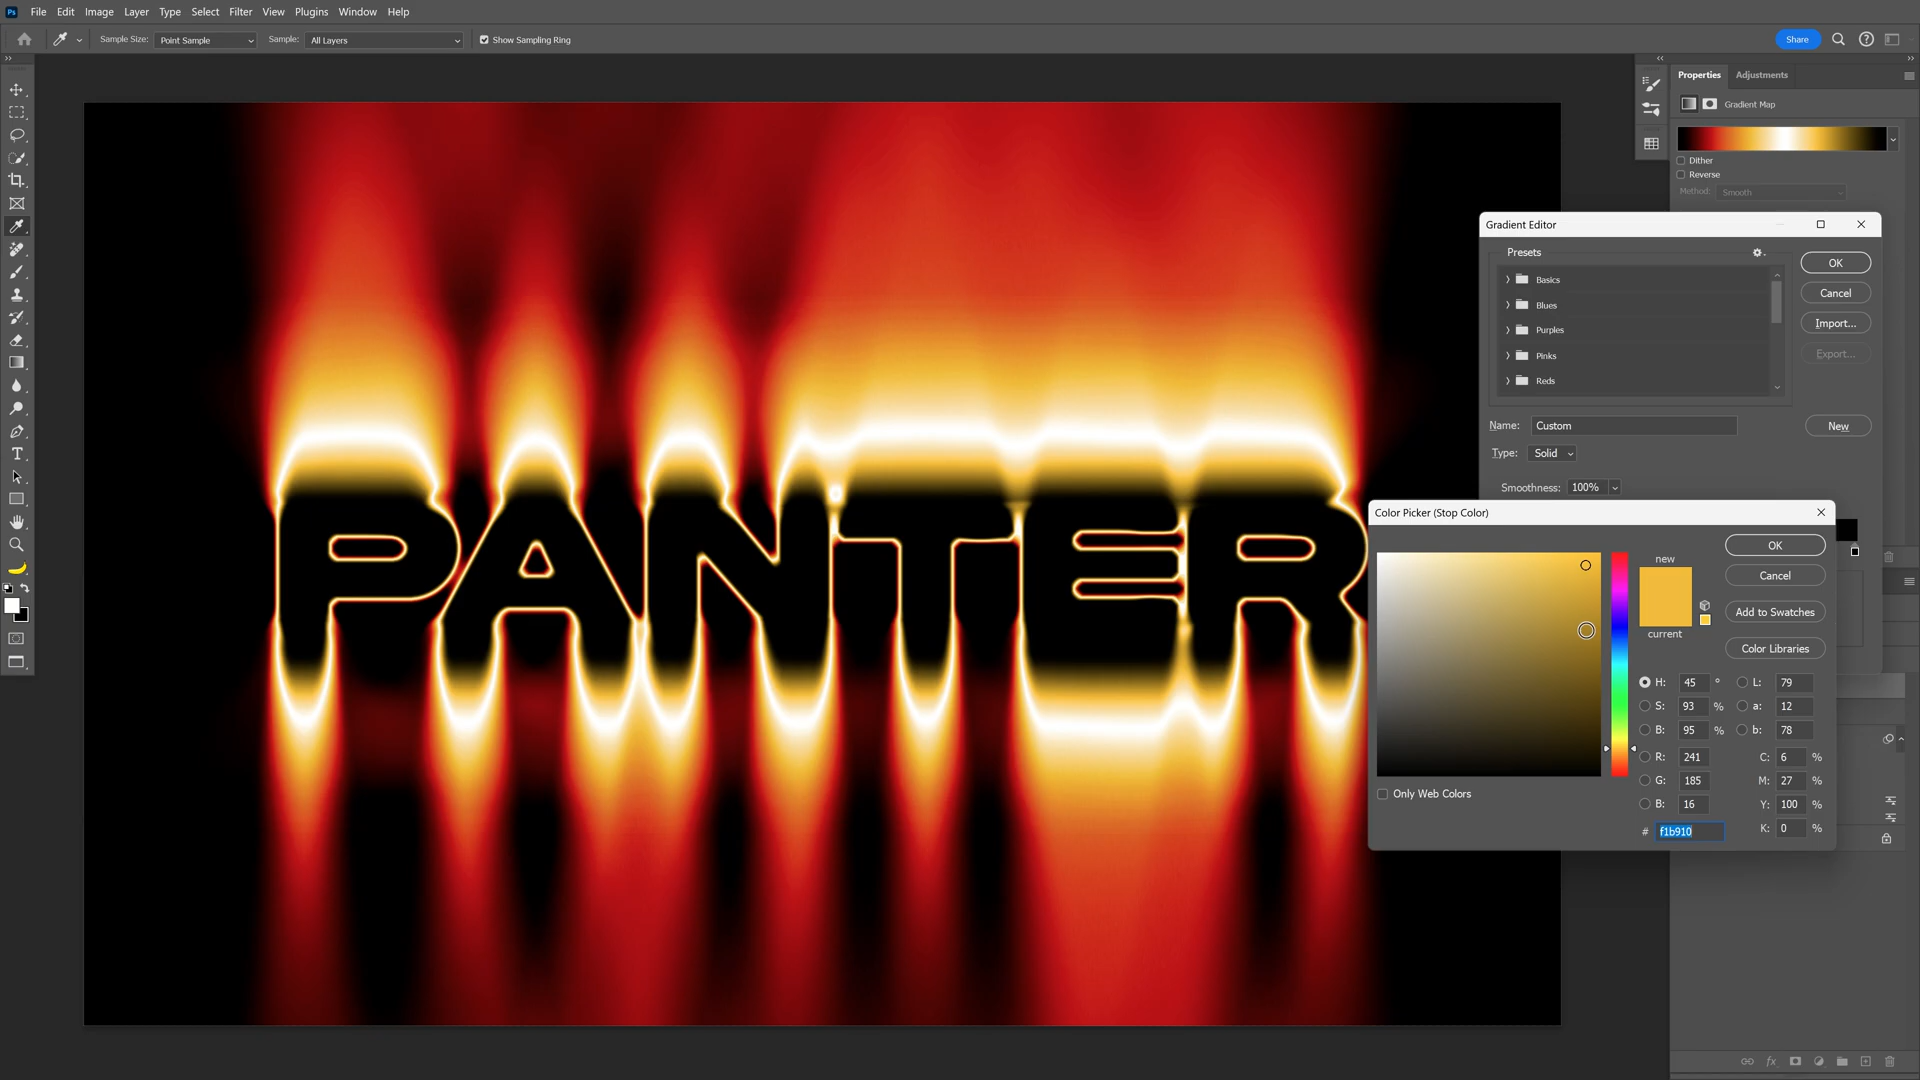 Ps File Edit Image Layer Type Select Filter View Plugins Window Help
Sample Size: Point Sample Sample: All Layers Show Sampling Ring Share
Properties Adjustments
Gradient Map
Dither
Reverse
Method: Smooth
Gradient Editor
Presets
Basics
Blues
Purples
Pinks
Reds
OK
Cancel
Import...
Export...
Name: Custom New
Type: Solid
Smoothness: 100%
PANTER
Color Picker (Stop Color)
new
current
OK
Cancel
Add to Swatches
Color Libraries
H: 45 ° L: 79
S: 93 % a: 12
B: 95 % b: 78
R: 241 C: 6 %
G: 185 M: 27 %
B: 16 Y: 100 %
# f1b910 K: 0 %
Only Web Colors
fx